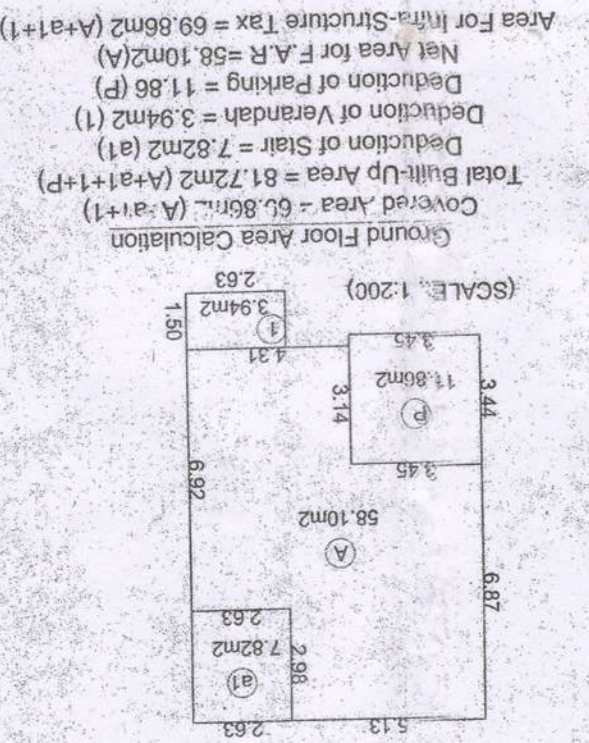 5.13
2.63
a1
2.98
7.82m2
2.63
6.87
A
58.10m2
6.92
3.45
P
3.44
3.14
11.86m2
4.31
3.45
1
3.94m2
1.50
2.63
(SCALE, 1:200)
Ground Floor Area Calculation
Covered Area = (A+a1+1)
Total Built-Up Area = 81.72m2 (A+a1+1+P)
Deduction of Stair = 7.82m2 (a1)
Deduction of Verandah = 3.94m2 (1)
Deduction of Parking = 11.86 (P)
Net Area for F.A.R =58.10m2(A)
Area For Infra-Structure Tax = 69.86m2 (A+a1+1)